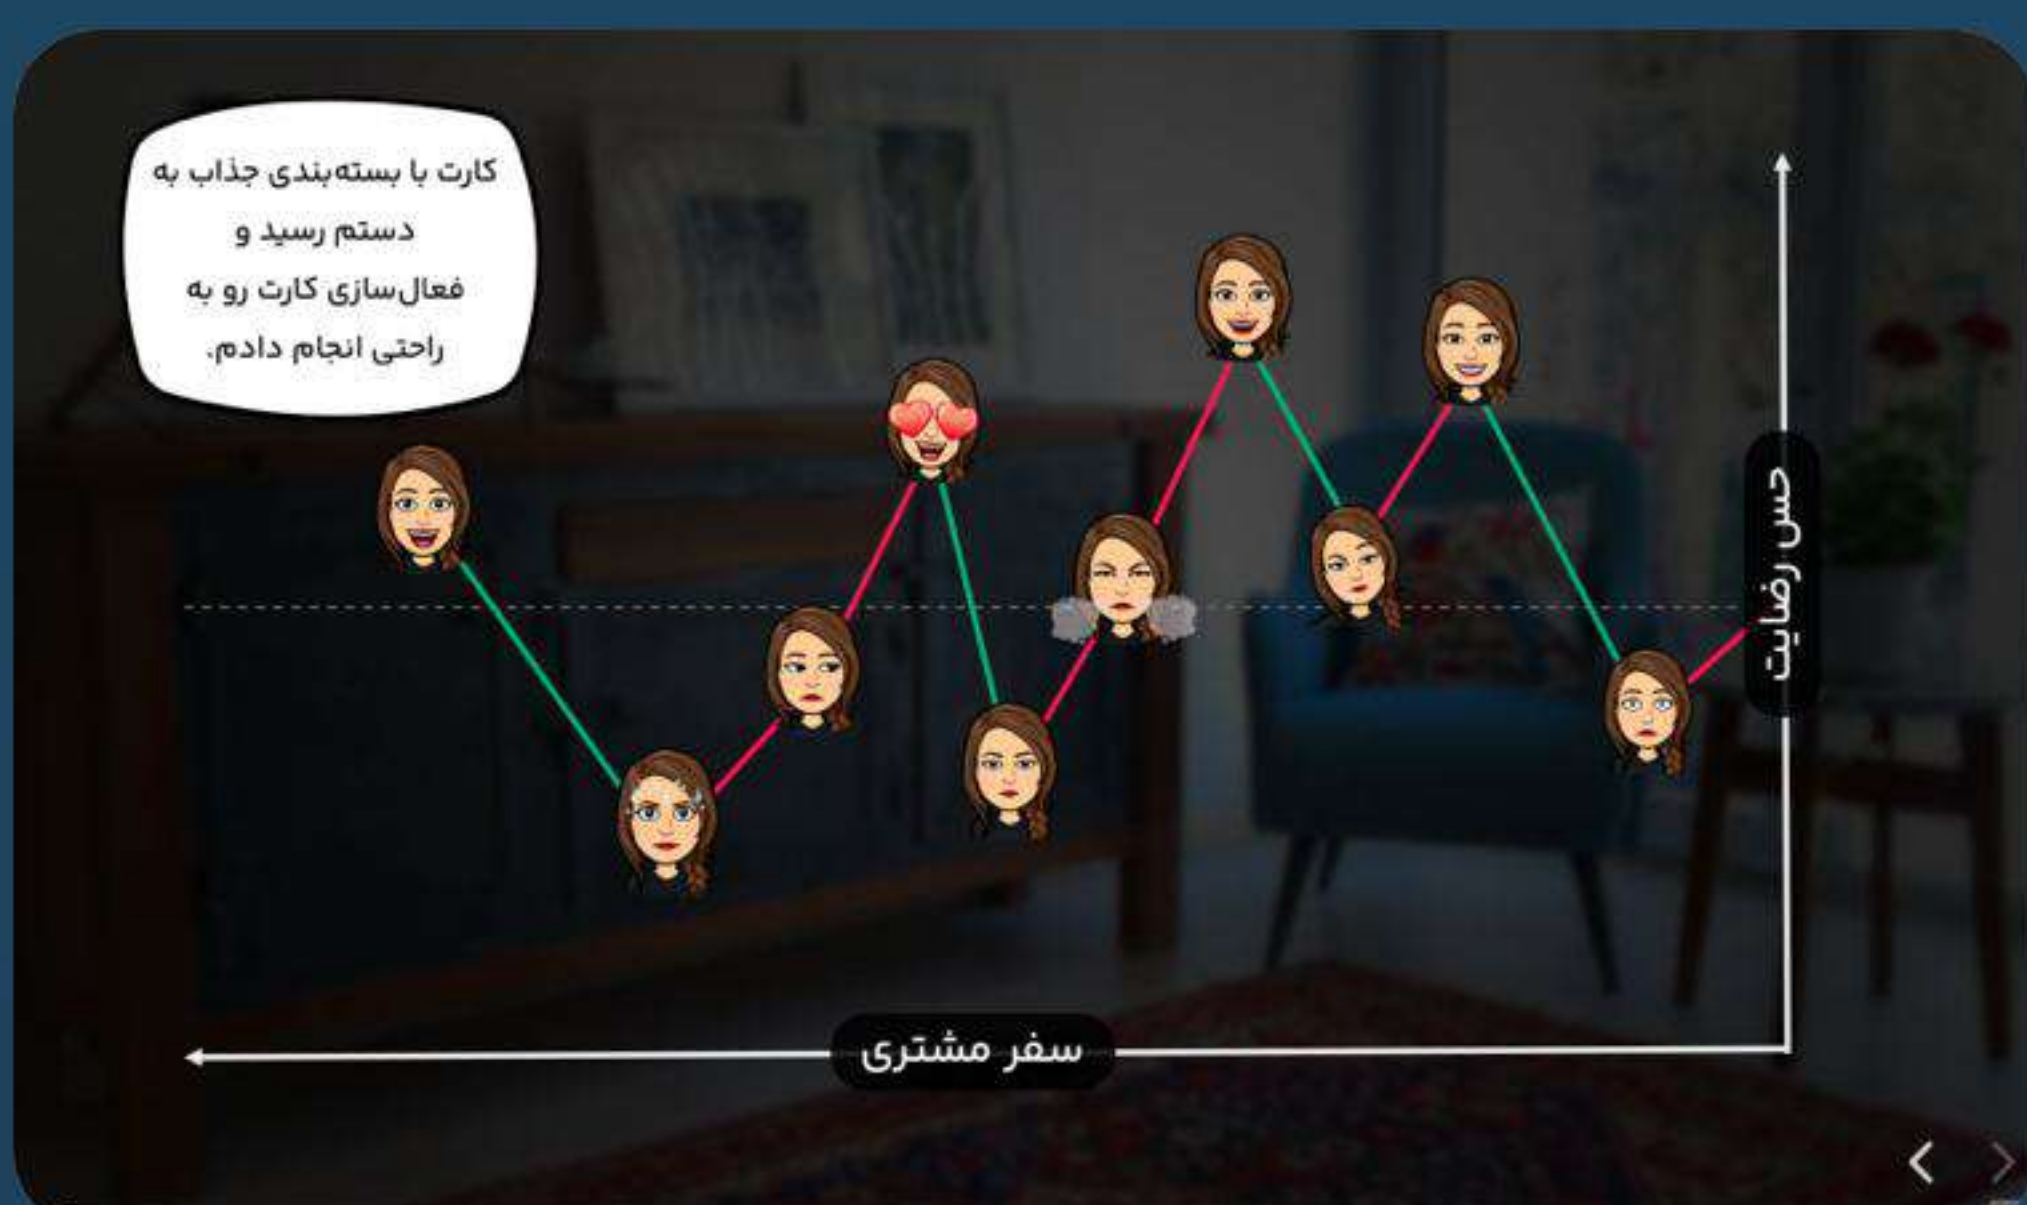 کارت با بسته‌بندی جذاب به
دستم رسید و
فعال‌سازی کارت رو به
راحتی انجام دادم.
حس رضایت
سفر مشتری